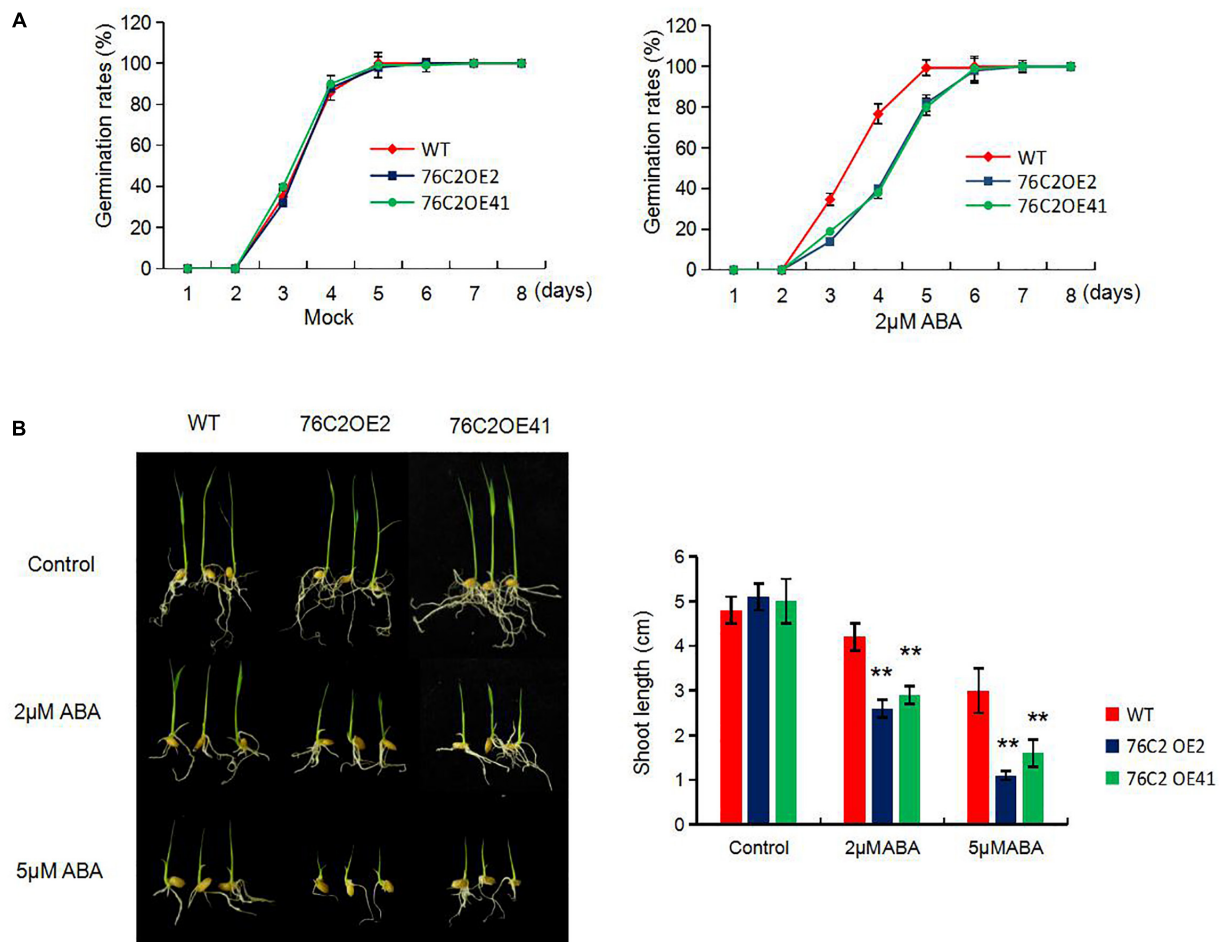 A
Germination rates (%)
120
100
80
60
40
20
0
WT
76C2OE2
76C2OE41
1 2 3 4 5 6 7 8 (days)
Mock
Germination rates (%)
120
100
80
60
40
20
0
WT
76C2OE2
76C2OE41
1 2 3 4 5 6 7 8 (days)
2μM ABA
B
WT 76C2OE2 76C2OE41
Control
2μM ABA
5μM ABA
Shoot length (cm)
6
5
4
3
2
1
0
** **
** **
Control 2μMABA 5μMABA
WT
76C2 OE2
76C2 OE41